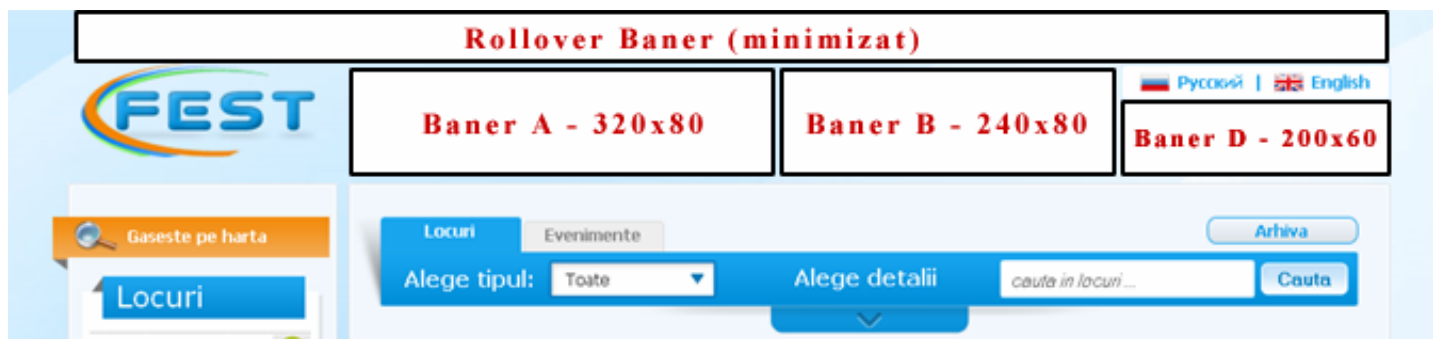 Rollover Baner (minimizat)
FEST
Baner A - 320x80
Baner B - 240x80
Русский | English
Baner D - 200x60
Gaseste pe harta
Locuri
Evenimente
Arhiva
Alege tipul: Toate
Alege detalii
cauta in locuri...
Cauta
Locuri